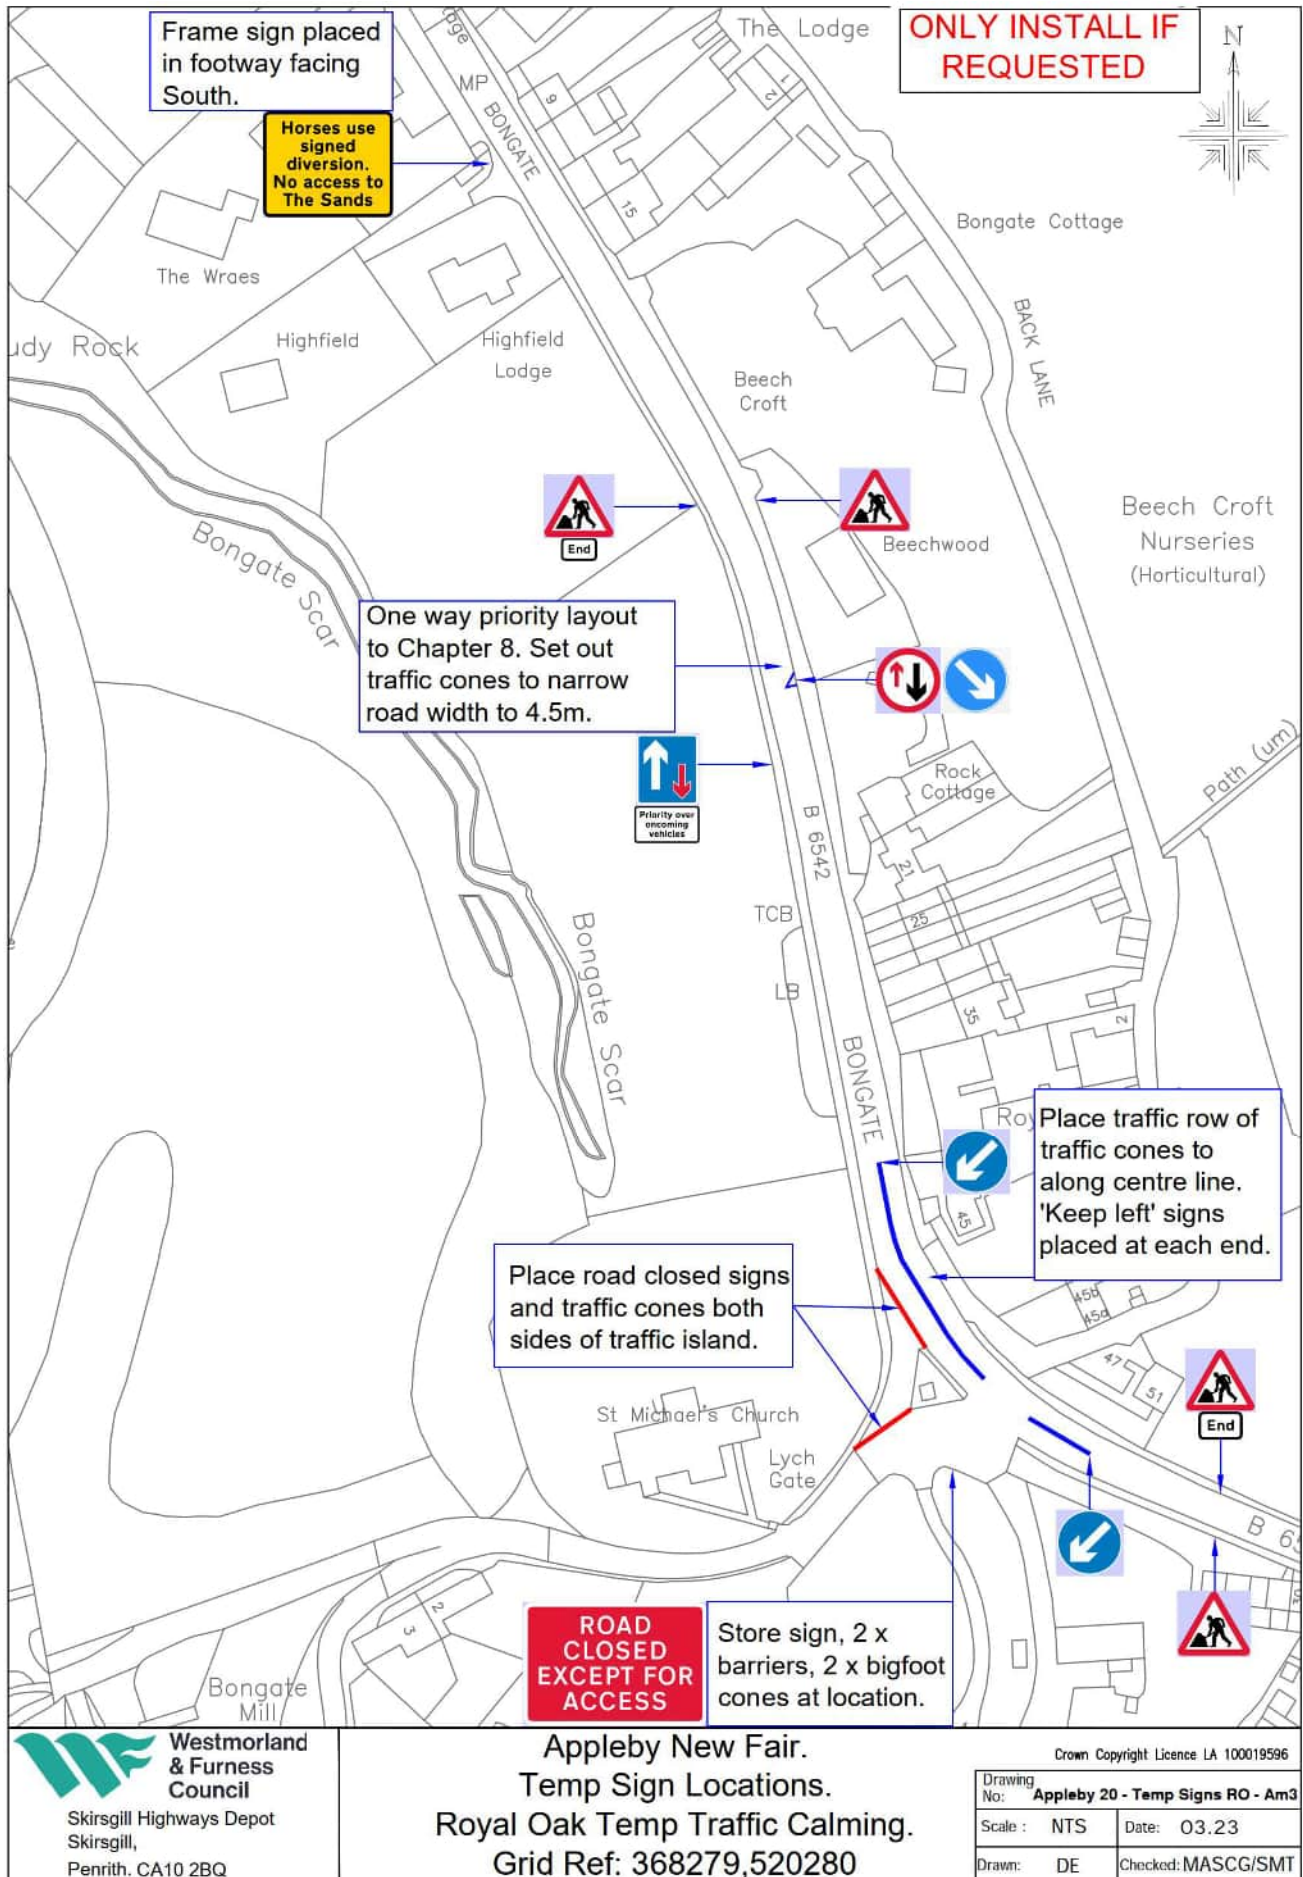 Frame sign placed
in footway facing
South.
ONLY INSTALL IF
REQUESTED
N
The Lodge
MP
BONGATE
9
1
2
15
Horses use
signed
diversion.
No access to
The Sands
Bongate Cottage
The Wraes
Highfield
Highfield
Lodge
BACK LANE
Beech
Croft
Bongate Scar
End
Beechwood
Beech Croft
Nurseries
(Horticultural)
One way priority layout
to Chapter 8. Set out
traffic cones to narrow
road width to 4.5m.
Priority over
oncoming
vehicles
Rock
Cottage
Path (um)
B 6542
21
25
TCB
LB
Bongate Scar
35
2
BONGATE
Place traffic row of
traffic cones to
along centre line.
'Keep left' signs
placed at each end.
45
Place road closed signs
and traffic cones both
sides of traffic island.
45b
45a
47
51
St Michael's Church
Lych
Gate
End
2
3
Bongate
Mill
ROAD
CLOSED
EXCEPT FOR
ACCESS
Store sign, 2 x
barriers, 2 x bigfoot
cones at location.
Westmorland
& Furness
Council
Skirsgill Highways Depot
Skirsgill,
Penrith. CA10 2BQ
Appleby New Fair.
Temp Sign Locations.
Royal Oak Temp Traffic Calming.
Grid Ref: 368279,520280
Crown Copyright Licence LA 100019596
Drawing No: Appleby 20 - Temp Signs RO - Am3
Scale : NTS Date: 03.23
Drawn: DE Checked: MASCG/SMT